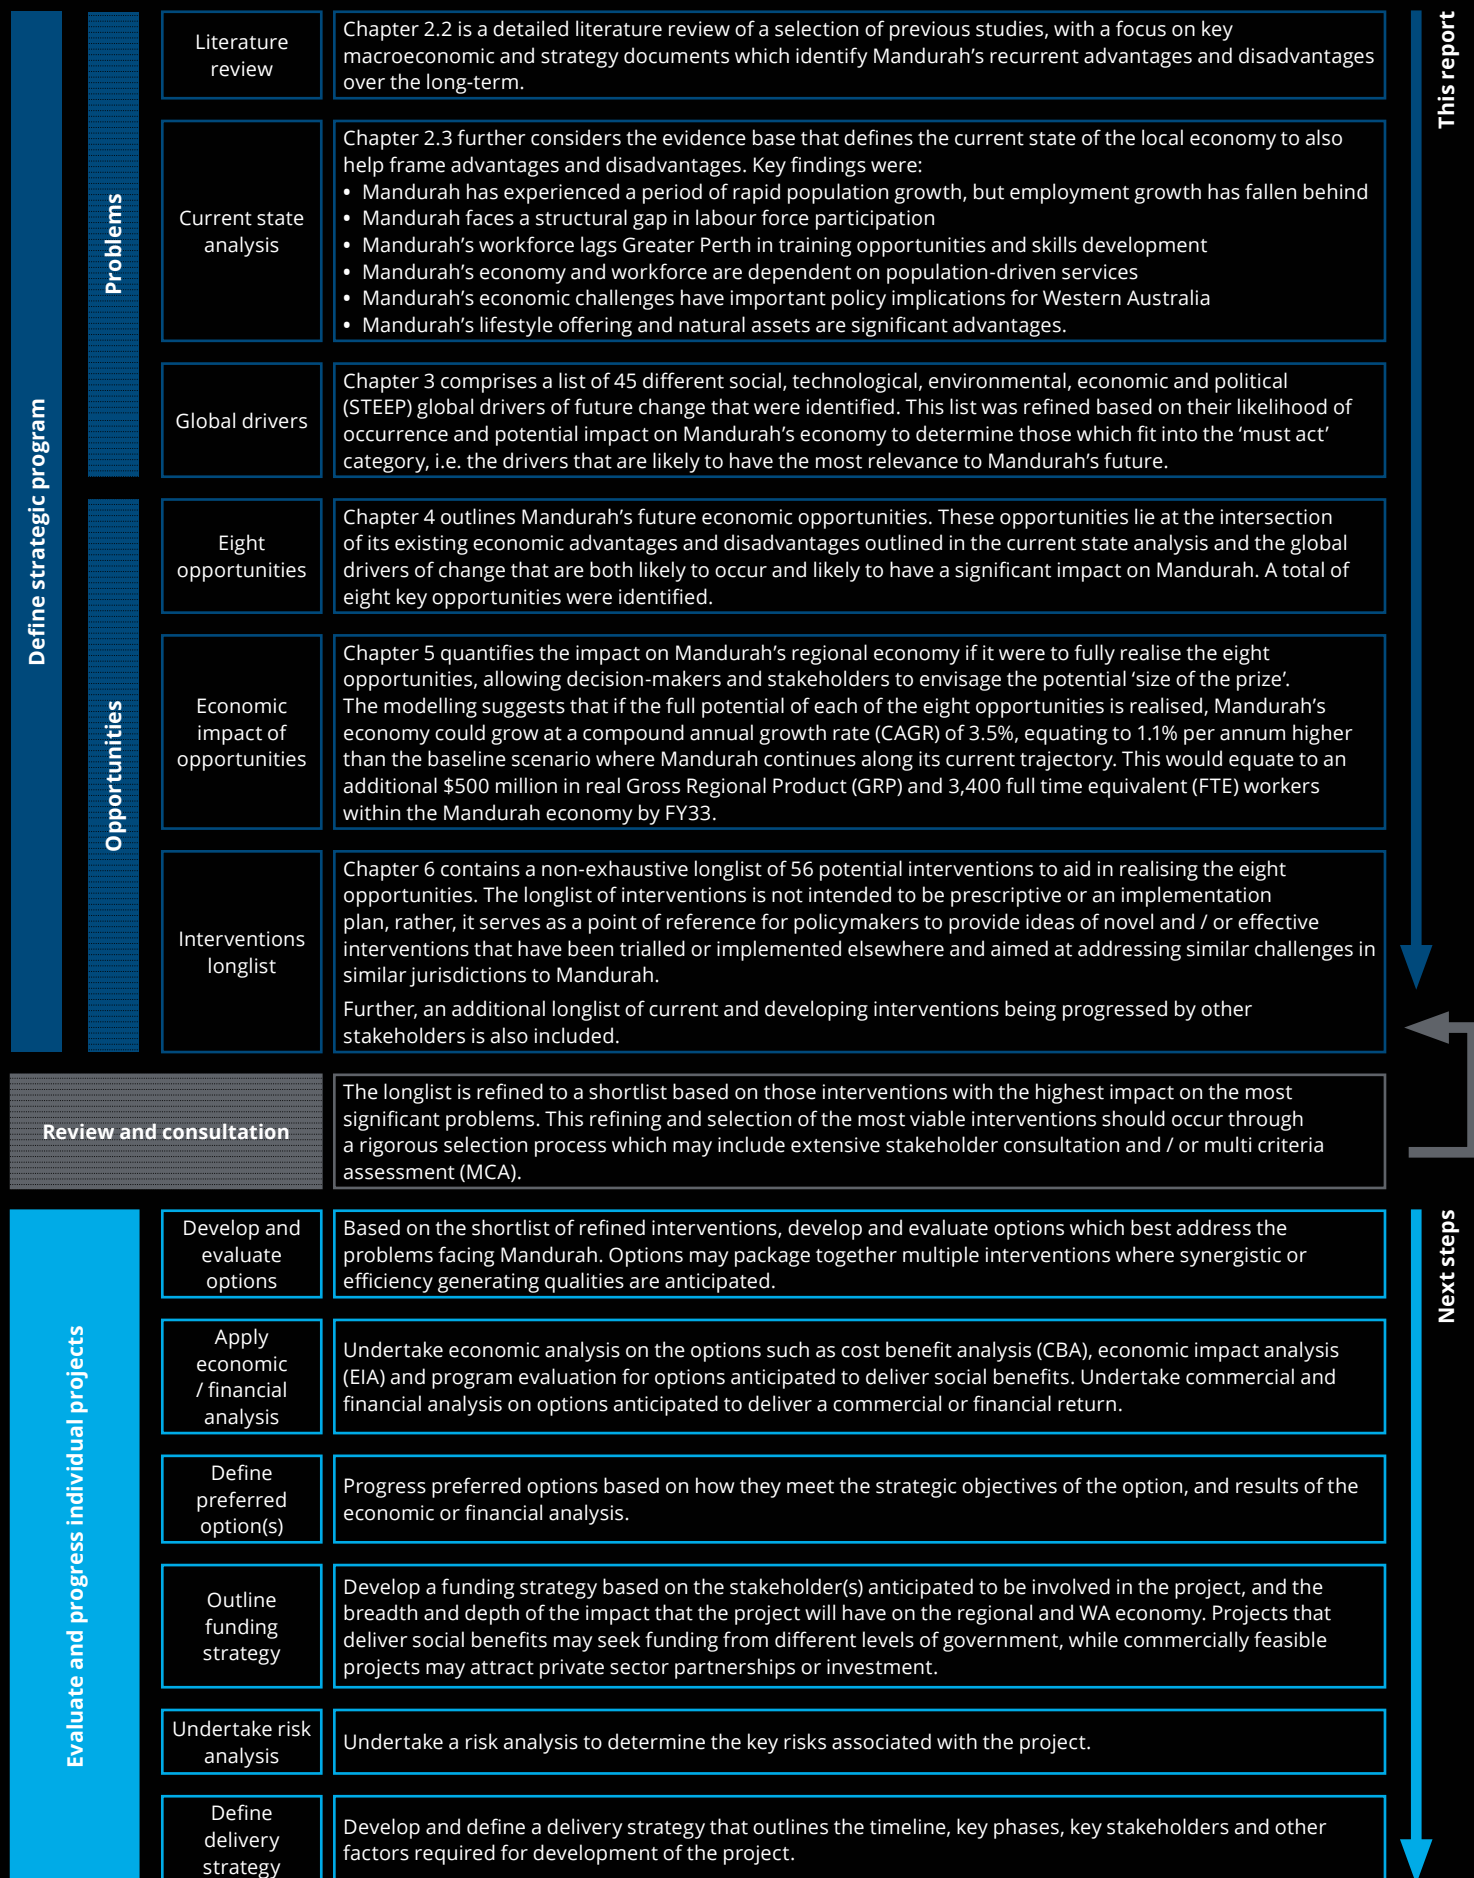 Define strategic program
Problems
Literature
review
Chapter 2.2 is a detailed literature review of a selection of previous studies, with a focus on key
macroeconomic and strategy documents which identify Mandurah’s recurrent advantages and disadvantages
over the long-term.
This report
Current state
analysis
Chapter 2.3 further considers the evidence base that defines the current state of the local economy to also
help frame advantages and disadvantages. Key findings were:
• Mandurah has experienced a period of rapid population growth, but employment growth has fallen behind
• Mandurah faces a structural gap in labour force participation
• Mandurah’s workforce lags Greater Perth in training opportunities and skills development
• Mandurah’s economy and workforce are dependent on population-driven services
• Mandurah’s economic challenges have important policy implications for Western Australia
• Mandurah’s lifestyle offering and natural assets are significant advantages.
Global drivers
Chapter 3 comprises a list of 45 different social, technological, environmental, economic and political
(STEEP) global drivers of future change that were identified. This list was refined based on their likelihood of
occurrence and potential impact on Mandurah’s economy to determine those which fit into the ‘must act’
category, i.e. the drivers that are likely to have the most relevance to Mandurah’s future.
Opportunities
Eight
opportunities
Chapter 4 outlines Mandurah’s future economic opportunities. These opportunities lie at the intersection
of its existing economic advantages and disadvantages outlined in the current state analysis and the global
drivers of change that are both likely to occur and likely to have a significant impact on Mandurah. A total of
eight key opportunities were identified.
Economic
impact of
opportunities
Chapter 5 quantifies the impact on Mandurah’s regional economy if it were to fully realise the eight
opportunities, allowing decision-makers and stakeholders to envisage the potential ‘size of the prize’.
The modelling suggests that if the full potential of each of the eight opportunities is realised, Mandurah’s
economy could grow at a compound annual growth rate (CAGR) of 3.5%, equating to 1.1% per annum higher
than the baseline scenario where Mandurah continues along its current trajectory. This would equate to an
additional $500 million in real Gross Regional Product (GRP) and 3,400 full time equivalent (FTE) workers
within the Mandurah economy by FY33.
Interventions
longlist
Chapter 6 contains a non-exhaustive longlist of 56 potential interventions to aid in realising the eight
opportunities. The longlist of interventions is not intended to be prescriptive or an implementation
plan, rather, it serves as a point of reference for policymakers to provide ideas of novel and / or effective
interventions that have been trialled or implemented elsewhere and aimed at addressing similar challenges in
similar jurisdictions to Mandurah.
Further, an additional longlist of current and developing interventions being progressed by other
stakeholders is also included.
Review and consultation
The longlist is refined to a shortlist based on those interventions with the highest impact on the most
significant problems. This refining and selection of the most viable interventions should occur through
a rigorous selection process which may include extensive stakeholder consultation and / or multi criteria
assessment (MCA).
Evaluate and progress individual projects
Develop and
evaluate
options
Based on the shortlist of refined interventions, develop and evaluate options which best address the
problems facing Mandurah. Options may package together multiple interventions where synergistic or
efficiency generating qualities are anticipated.
Next steps
Apply
economic
/ financial
analysis
Undertake economic analysis on the options such as cost benefit analysis (CBA), economic impact analysis
(EIA) and program evaluation for options anticipated to deliver social benefits. Undertake commercial and
financial analysis on options anticipated to deliver a commercial or financial return.
Define
preferred
option(s)
Progress preferred options based on how they meet the strategic objectives of the option, and results of the
economic or financial analysis.
Outline
funding
strategy
Develop a funding strategy based on the stakeholder(s) anticipated to be involved in the project, and the
breadth and depth of the impact that the project will have on the regional and WA economy. Projects that
deliver social benefits may seek funding from different levels of government, while commercially feasible
projects may attract private sector partnerships or investment.
Undertake risk
analysis
Undertake a risk analysis to determine the key risks associated with the project.
Define
delivery
strategy
Develop and define a delivery strategy that outlines the timeline, key phases, key stakeholders and other
factors required for development of the project.